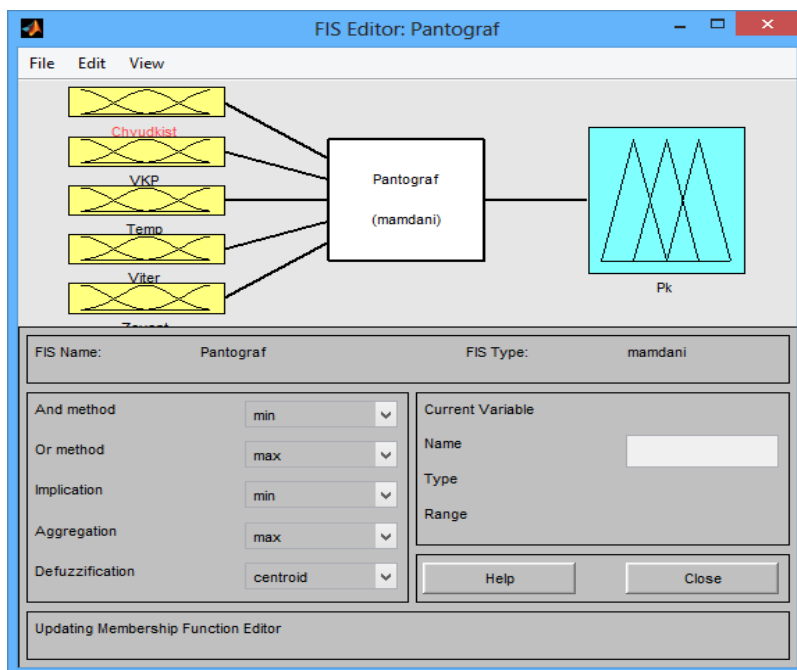 FIS Editor: Pantograf
File Edit View
Chvudkist
VKP
Temp
Viter
Pantograf
(mamdani)
Pk
FIS Name: Pantograf FIS Type: mamdani
And method min
Or method max
Implication min
Aggregation max
Defuzzification centroid
Current Variable
Name
Type
Range
Help Close
Updating Membership Function Editor